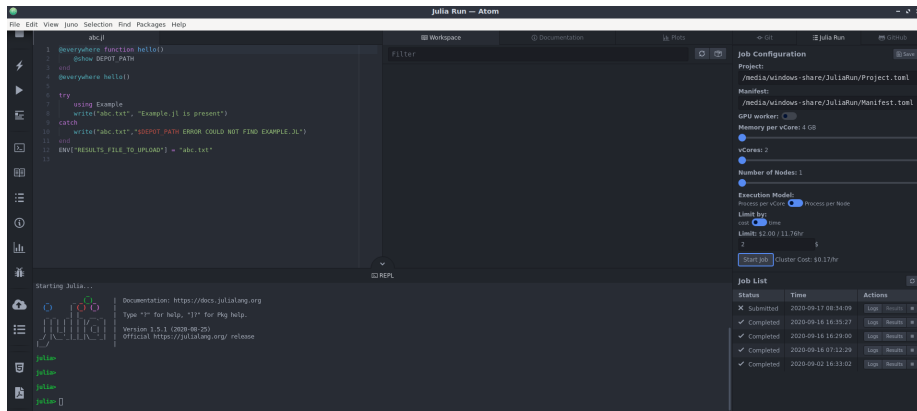 Julia Run — Atom
File Edit View Juno Selection Find Packages Help
abc.jl
Workspace
Documentation
Plots
Git
Julia Run
GitHub
1 @everywhere function hello()
2 @show DEPOT_PATH
3 end
4 @everywhere hello()
5
6 try
7 using Example
8 write("abc.txt", "Example.jl is present")
9 catch
10 write("abc.txt","$DEPOT_PATH ERROR COULD NOT FIND EXAMPLE.JL")
11 end
12 ENV["RESULTS_FILE_TO_UPLOAD"] = "abc.txt"
13
Filter
Job Configuration
Save
Project:
/media/windows-share/JuliaRun/Project.toml
Manifest:
/media/windows-share/JuliaRun/Manifest.toml
GPU worker:
Memory per vCore: 4 GB
vCores: 2
Number of Nodes: 1
Execution Model:
Process per vCore Process per Node
Limit by:
cost time
Limit: $2.00 / 11.76hr
2 $
Start Job Cluster Cost: $0.17/hr
REPL
Starting Julia...
Documentation: https://docs.julialang.org
Type "?" for help, "]?" for Pkg help.
Version 1.5.1 (2020-08-25)
Official https://julialang.org/ release
julia>
julia>
julia>
julia>
Job List
Status Time Actions
Submitted 2020-09-17 08:34:09 Logs Results
Completed 2020-09-16 16:35:27 Logs Results
Completed 2020-09-16 16:29:00 Logs Results
Completed 2020-09-16 07:12:29 Logs Results
Completed 2020-09-02 16:33:02 Logs Results